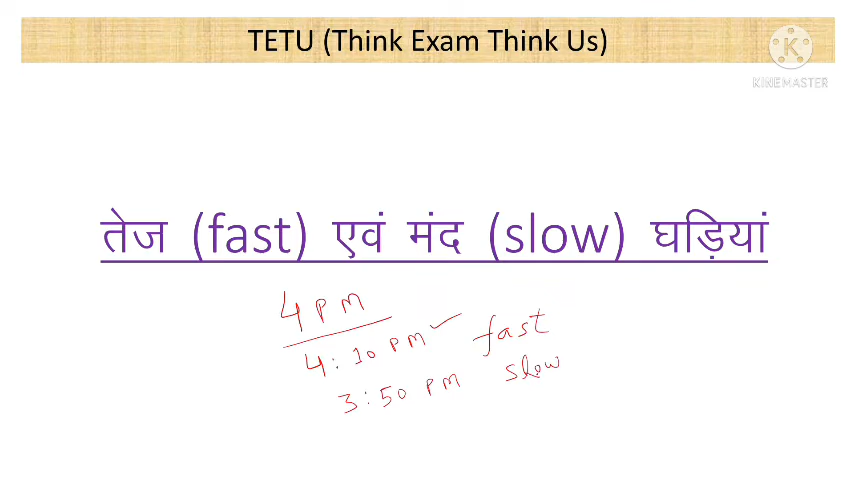 TETU (Think Exam Think Us)
KINEMASTER
तेज (fast) एवं मंद (slow) घड़ियां
4 PM
4:10 PM ✓ fast
3:50 PM slow